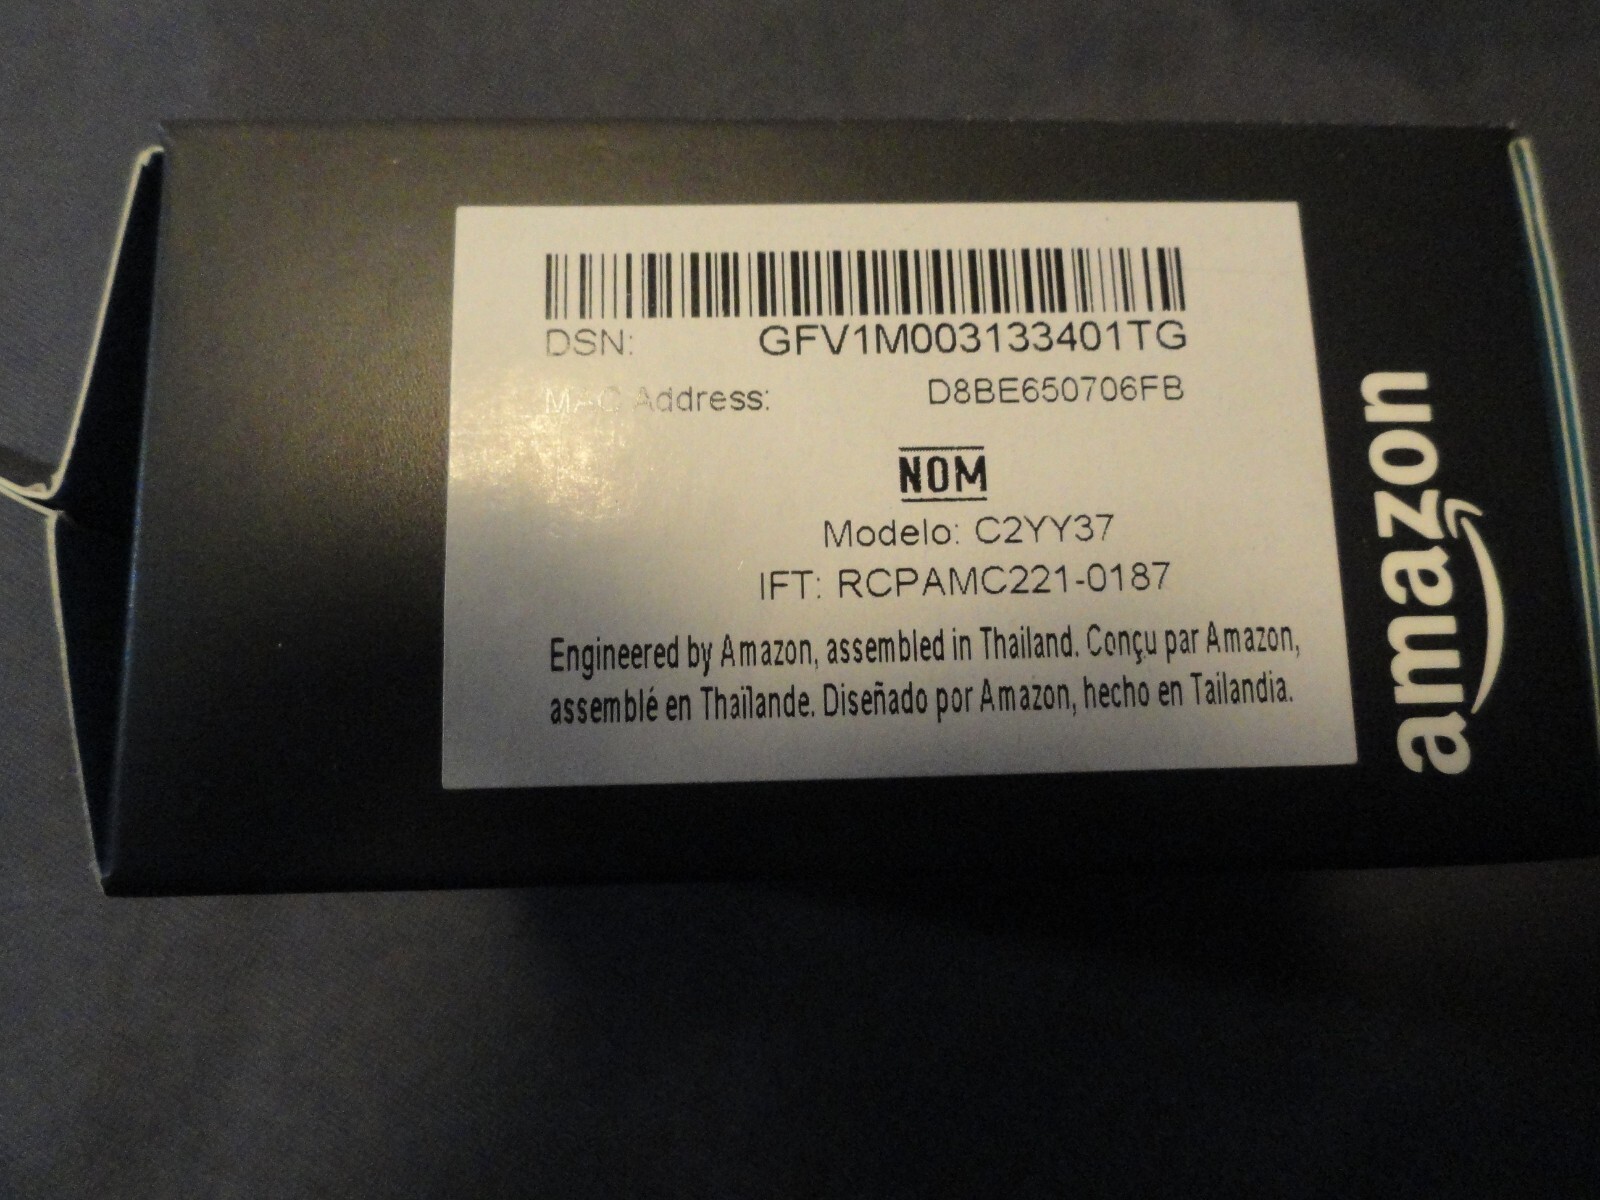 DSN: GFV1M003133401TG
MAC Address: D8BE650706FB
NOM
Modelo: C2YY37
IFT: RCPAMC221-0187
Engineered by Amazon, assembled in Thailand. Conçu par Amazon,
assemblé en Thaïlande. Diseñado por Amazon, hecho en Tailandia.
amazon